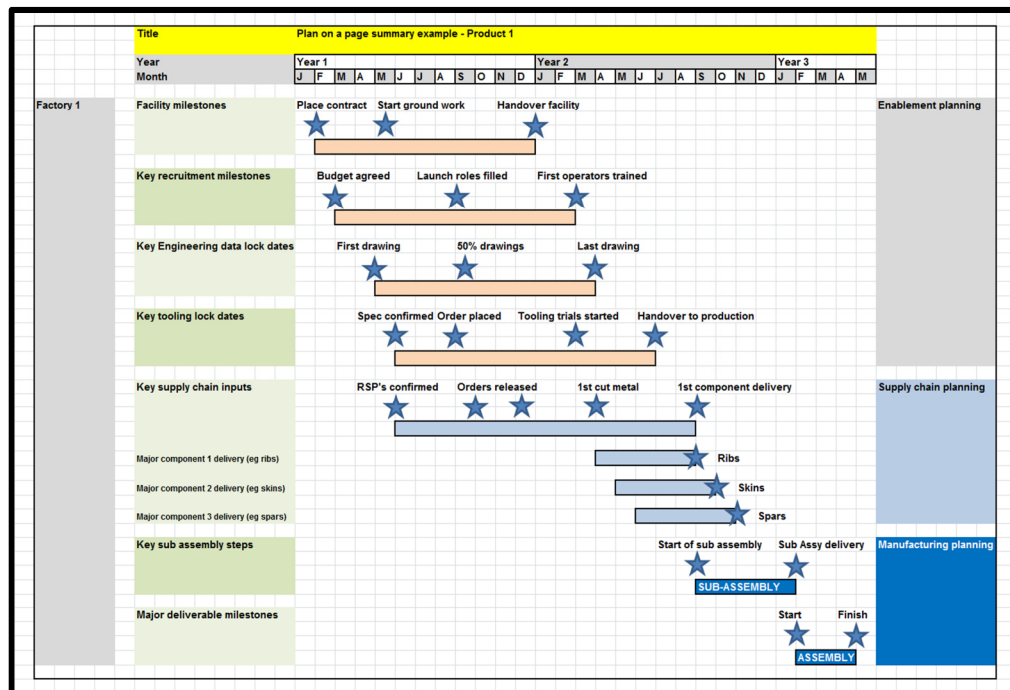 Title Plan on a page summary example - Product 1
Year Year 1 Year 2 Year 3
Month J F M A M J J A S O N D J F M A M J J A S O N D J F M A M
Factory 1 Facility milestones Place contract Start ground work Handover facility Enablement planning
Key recruitment milestones Budget agreed Launch roles filled First operators trained
Key Engineering data lock dates First drawing 50% drawings Last drawing
Key tooling lock dates Spec confirmed Order placed Tooling trials started Handover to production
Key supply chain inputs RSP's confirmed Orders released 1st cut metal 1st component delivery Supply chain planning
Major component 1 delivery (eg ribs) Ribs
Major component 2 delivery (eg skins) Skins
Major component 3 delivery (eg spars) Spars
Key sub assembly steps Start of sub assembly Sub Assy delivery Manufacturing planning
SUB-ASSEMBLY
Major deliverable milestones Start Finish
ASSEMBLY